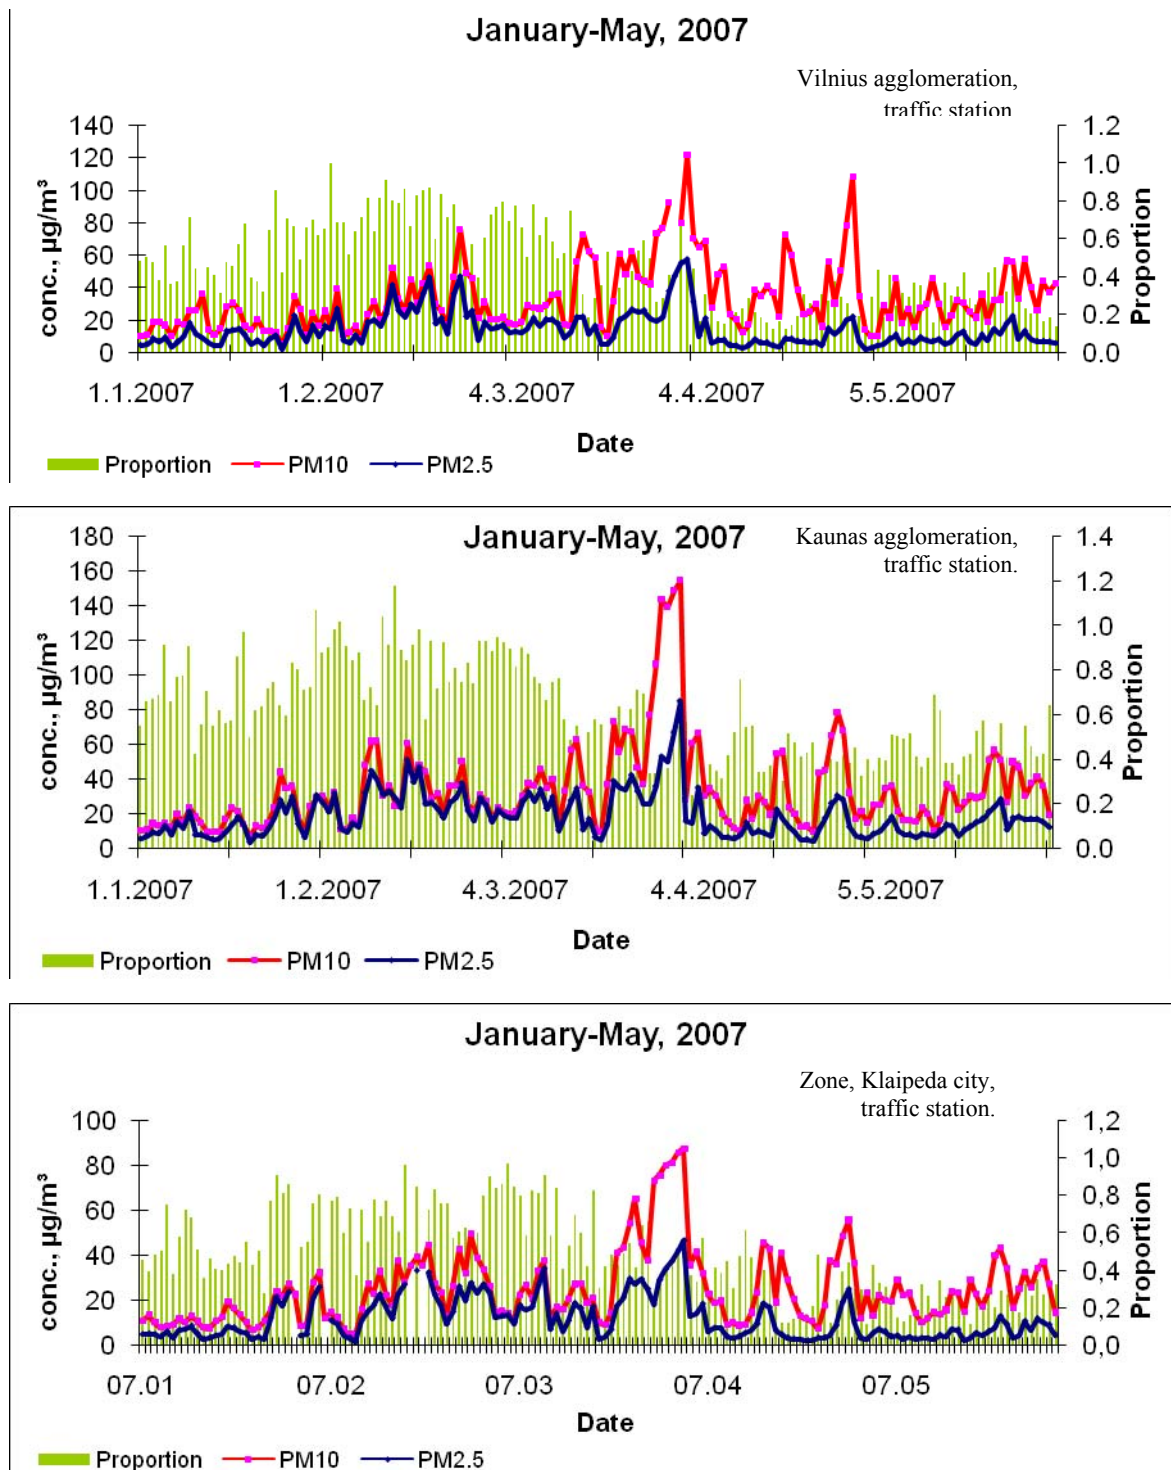 January-May, 2007
Vilnius agglomeration,
traffic station.
140 1.2
120 1.0
100 0.8
80 0.6
60 0.4
40 0.2
20 0.0
0
conc., µg/m³
Proportion
1.1.2007 1.2.2007 4.3.2007 4.4.2007 5.5.2007
Date
Proportion PM10 PM2.5
January-May, 2007
Kaunas agglomeration,
traffic station.
180 1.4
160 1.2
140 1.0
120 0.8
100 0.6
80 0.4
60 0.2
40 0.0
20
0
conc., µg/m³
Proportion
1.1.2007 1.2.2007 4.3.2007 4.4.2007 5.5.2007
Date
Proportion PM10 PM2.5
January-May, 2007
Zone, Klaipeda city,
traffic station.
100 1,2
80 1,0
60 0,8
40 0,6
20 0,4
0 0,2
0,0
conc., µg/m³
Proportion
07.01 07.02 07.03 07.04 07.05
Date
Proportion PM10 PM2.5